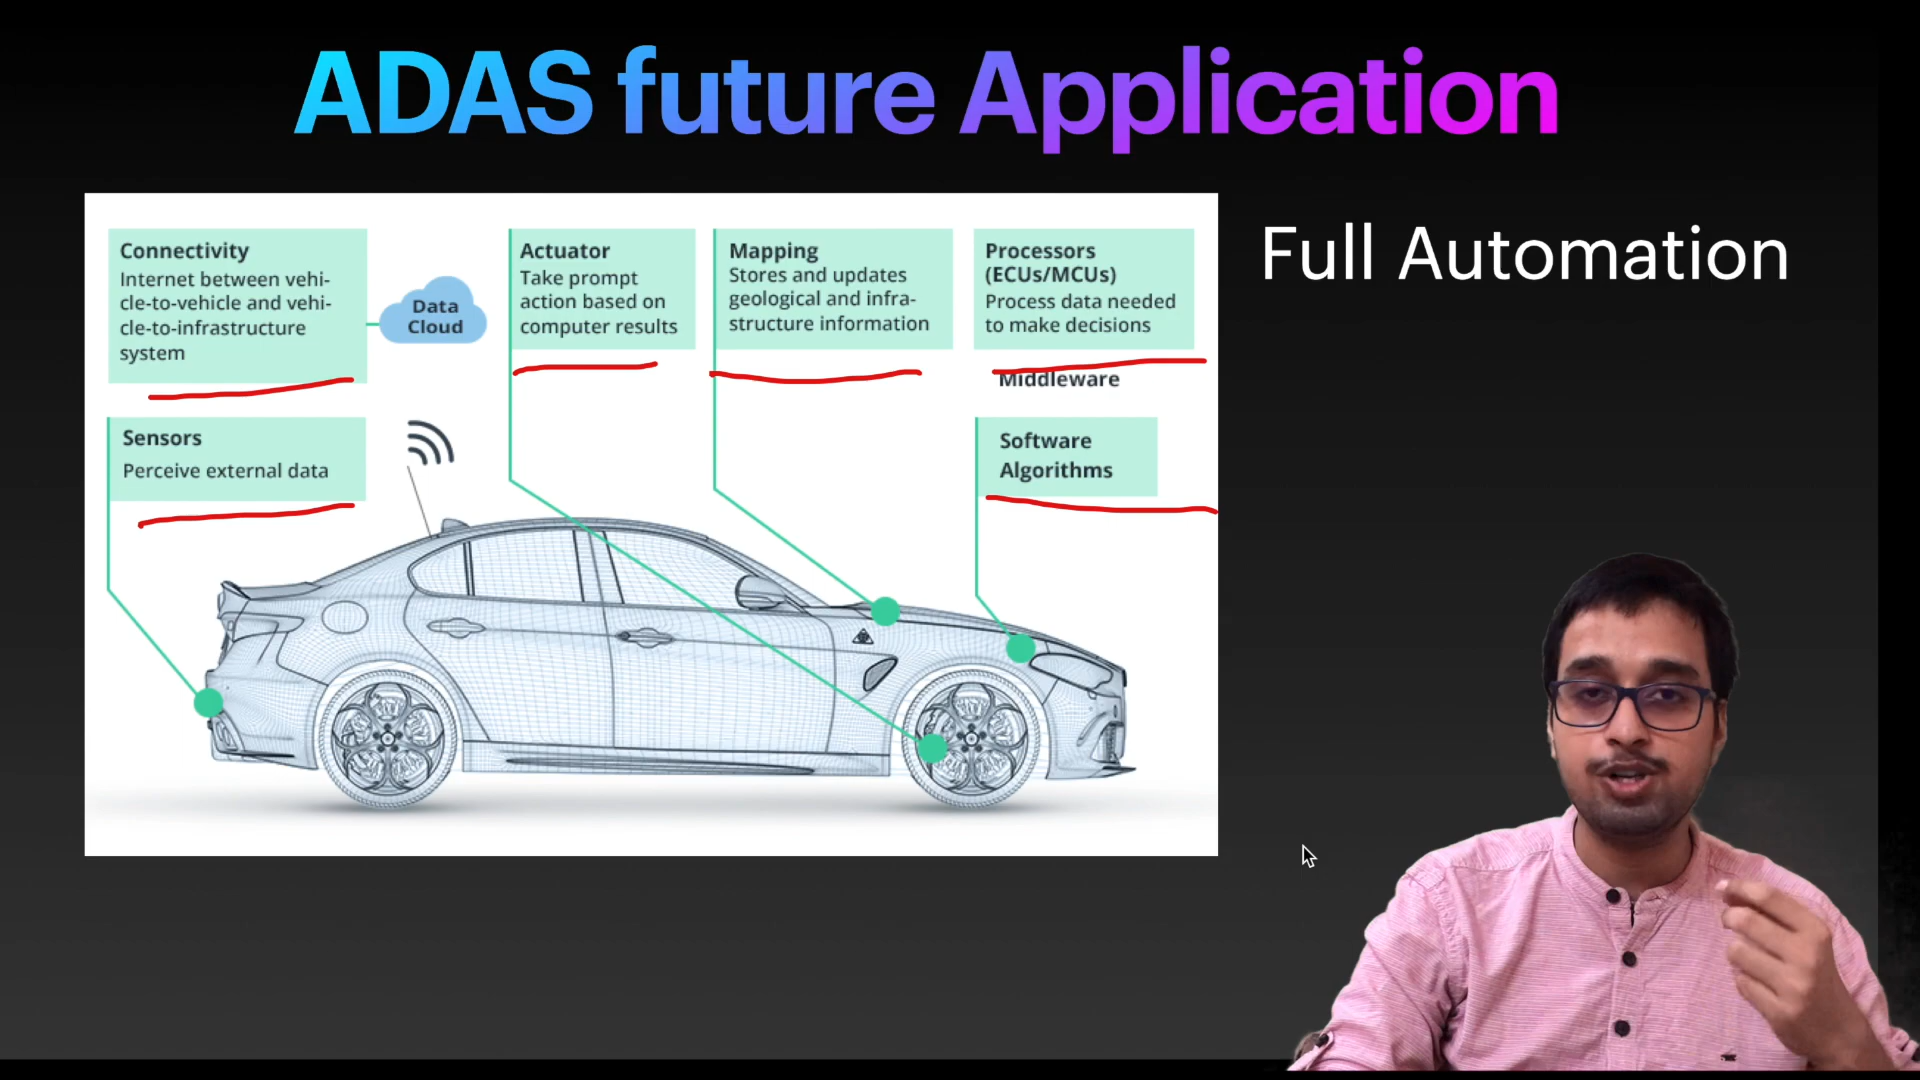 ADAS future Application
Full Automation
Connectivity
Internet between vehi-
cle-to-vehicle and vehi-
cle-to-infrastructure
system
Data
Cloud
Actuator
Take prompt
action based on
computer results
Mapping
Stores and updates
geological and infra-
structure information
Processors
(ECUs/MCUs)
Process data needed
to make decisions
Middleware
Sensors
Perceive external data
Software
Algorithms